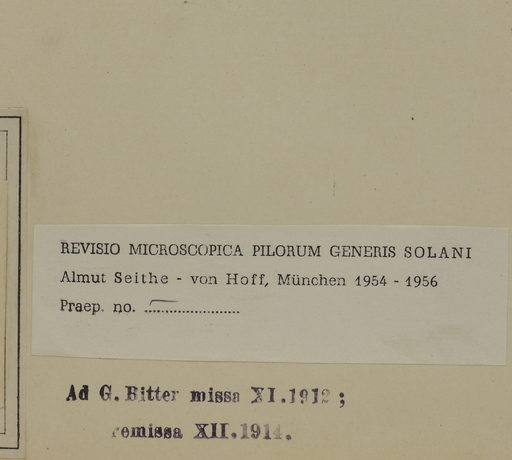 REVISIO MICROSCOPICA PILORUM GENERIS SOLANI
Almut Seithe - von Hoff, München 1954 - 1956
Praep. no. ........................
Ad G. Bitter missa XI.1912 ;
remissa XII.1914.